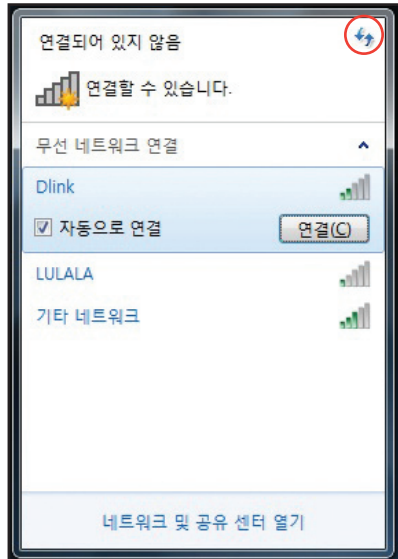 연결되어 있지 않음
연결할 수 있습니다.
무선 네트워크 연결
Dlink
자동으로 연결
연결(C)
LULALA
기타 네트워크
네트워크 및 공유 센터 열기